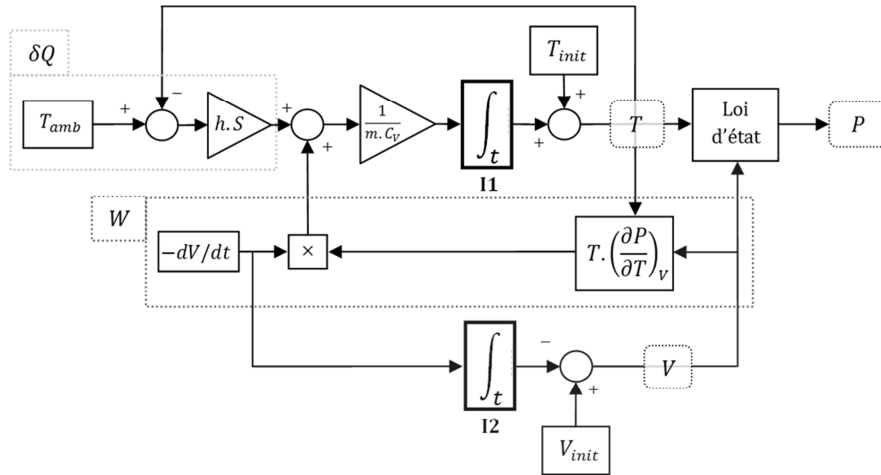 δQ
T_init
T_amb
+
−
h.S
+
+
1
m.C_V
∫_t
I1
+
+
T
Loi
d'état
P
W
−dV/dt
×
T.(∂P/∂T)_V
∫_t
I2
−
+
V
V_init